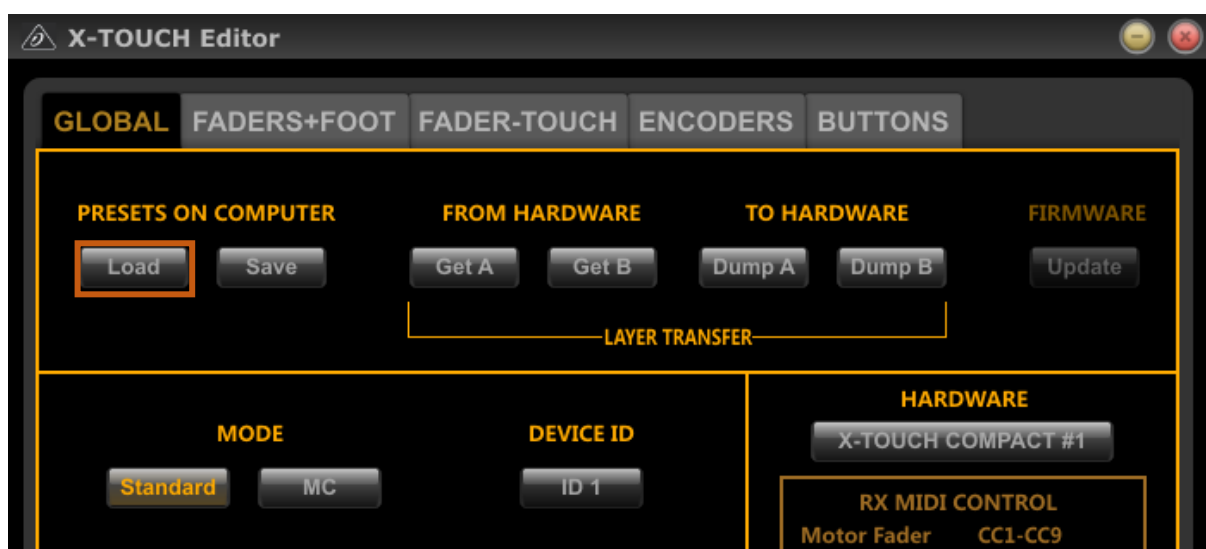 X-TOUCH Editor
GLOBAL FADERS+FOOT FADER-TOUCH ENCODERS BUTTONS
PRESETS ON COMPUTER FROM HARDWARE TO HARDWARE FIRMWARE
Load Save Get A Get B Dump A Dump B Update
LAYER TRANSFER
HARDWARE
MODE DEVICE ID
X-TOUCH COMPACT #1
Standard MC ID 1
RX MIDI CONTROL
Motor Fader CC1-CC9